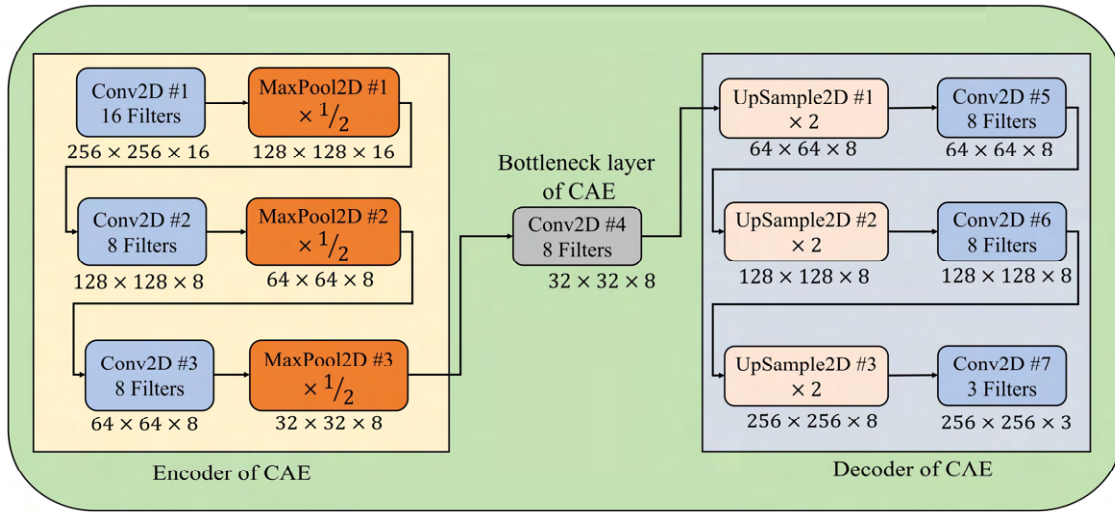 Conv2D #1
16 Filters
256 × 256 × 16
MaxPool2D #1
× 1/2
128 × 128 × 16
Conv2D #2
8 Filters
128 × 128 × 8
MaxPool2D #2
× 1/2
64 × 64 × 8
Conv2D #3
8 Filters
64 × 64 × 8
MaxPool2D #3
× 1/2
32 × 32 × 8
Encoder of CAE
Bottleneck layer
of CAE
Conv2D #4
8 Filters
32 × 32 × 8
UpSample2D #1
× 2
64 × 64 × 8
Conv2D #5
8 Filters
64 × 64 × 8
UpSample2D #2
× 2
128 × 128 × 8
Conv2D #6
8 Filters
128 × 128 × 8
UpSample2D #3
× 2
256 × 256 × 8
Conv2D #7
3 Filters
256 × 256 × 3
Decoder of CAE